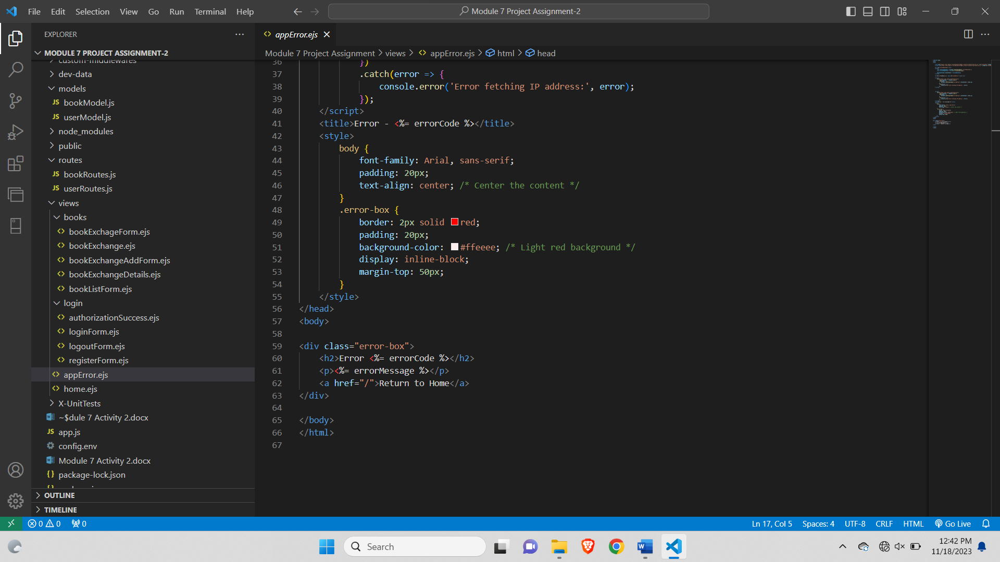 File Edit Selection View Go Run Terminal Help
Module 7 Project Assignment-2
EXPLORER
MODULE 7 PROJECT ASSIGNMENT-2
custom-middlewares
dev-data
models
JS bookModel.js
JS userModel.js
node_modules
public
routes
JS bookRoutes.js
JS userRoutes.js
views
books
bookExchageForm.ejs
bookExchange.ejs
bookExchangeAddForm.ejs
bookExchangeDetails.ejs
bookListForm.ejs
login
authorizationSuccess.ejs
loginForm.ejs
logoutForm.ejs
registerForm.ejs
appError.ejs
home.ejs
X-UnitTests
~$dule 7 Activity 2.docx
JS app.js
config.env
Module 7 Activity 2.docx
{} package-lock.json
OUTLINE
TIMELINE
appError.ejs
Module 7 Project Assignment > views > <> appError.ejs > html > head
36 })
37 .catch(error => {
38 console.error('Error fetching IP address:', error);
39 });
40 </script>
41 <title>Error - <%= errorCode %></title>
42 <style>
43 body {
44 font-family: Arial, sans-serif;
45 padding: 20px;
46 text-align: center; /* Center the content */
47 }
48 .error-box {
49 border: 2px solid red;
50 padding: 20px;
51 background-color: #ffeeee; /* Light red background */
52 display: inline-block;
53 margin-top: 50px;
54 }
55 </style>
56 </head>
57 <body>
58
59 <div class="error-box">
60 <h2>Error <%= errorCode %></h2>
61 <p><%= errorMessage %></p>
62 <a href="/">Return to Home</a>
63 </div>
64
65 </body>
66 </html>
67
0 0 0
Ln 17, Col 5 Spaces: 4 UTF-8 CRLF HTML Go Live
Search
12:42 PM
11/18/2023